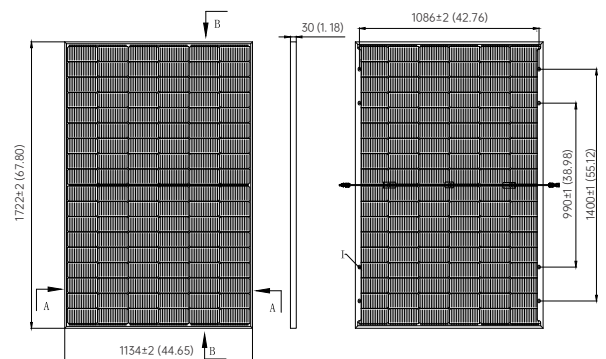 B
30 (1.18)
1086±2 (42.76)
1722±2 (67.80)
990±1 (38.98)
1400±1 (55.12)
I
A
A
1134±2 (44.65)
B